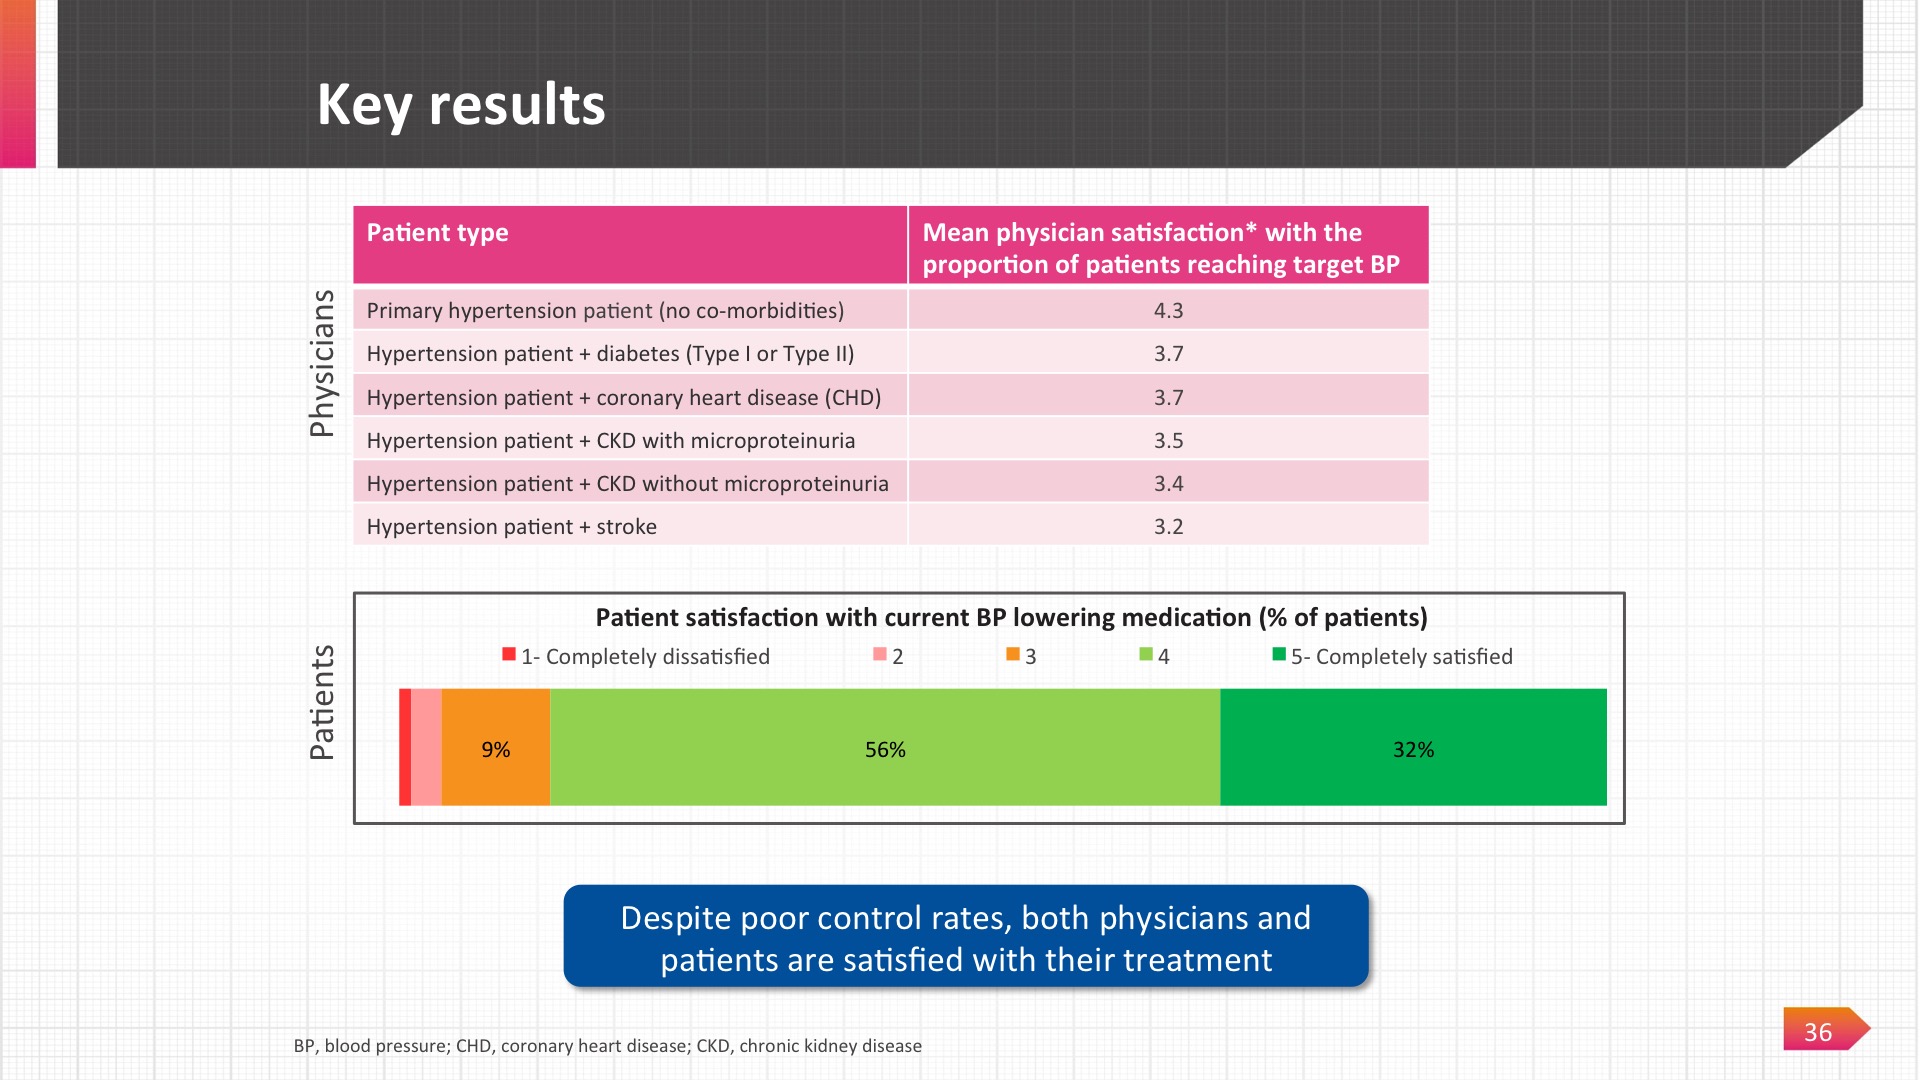 Key results
Physicians
Patient type
Mean physician satisfaction* with the
proportion of patients reaching target BP
Primary hypertension patient (no co-morbidities) 4.3
Hypertension patient + diabetes (Type I or Type II) 3.7
Hypertension patient + coronary heart disease (CHD) 3.7
Hypertension patient + CKD with microproteinuria 3.5
Hypertension patient + CKD without microproteinuria 3.4
Hypertension patient + stroke 3.2
Patients
Patient satisfaction with current BP lowering medication (% of patients)
1- Completely dissatisfied 2 3 4 5- Completely satisfied
9% 56% 32%
Despite poor control rates, both physicians and
patients are satisfied with their treatment
36
BP, blood pressure; CHD, coronary heart disease; CKD, chronic kidney disease